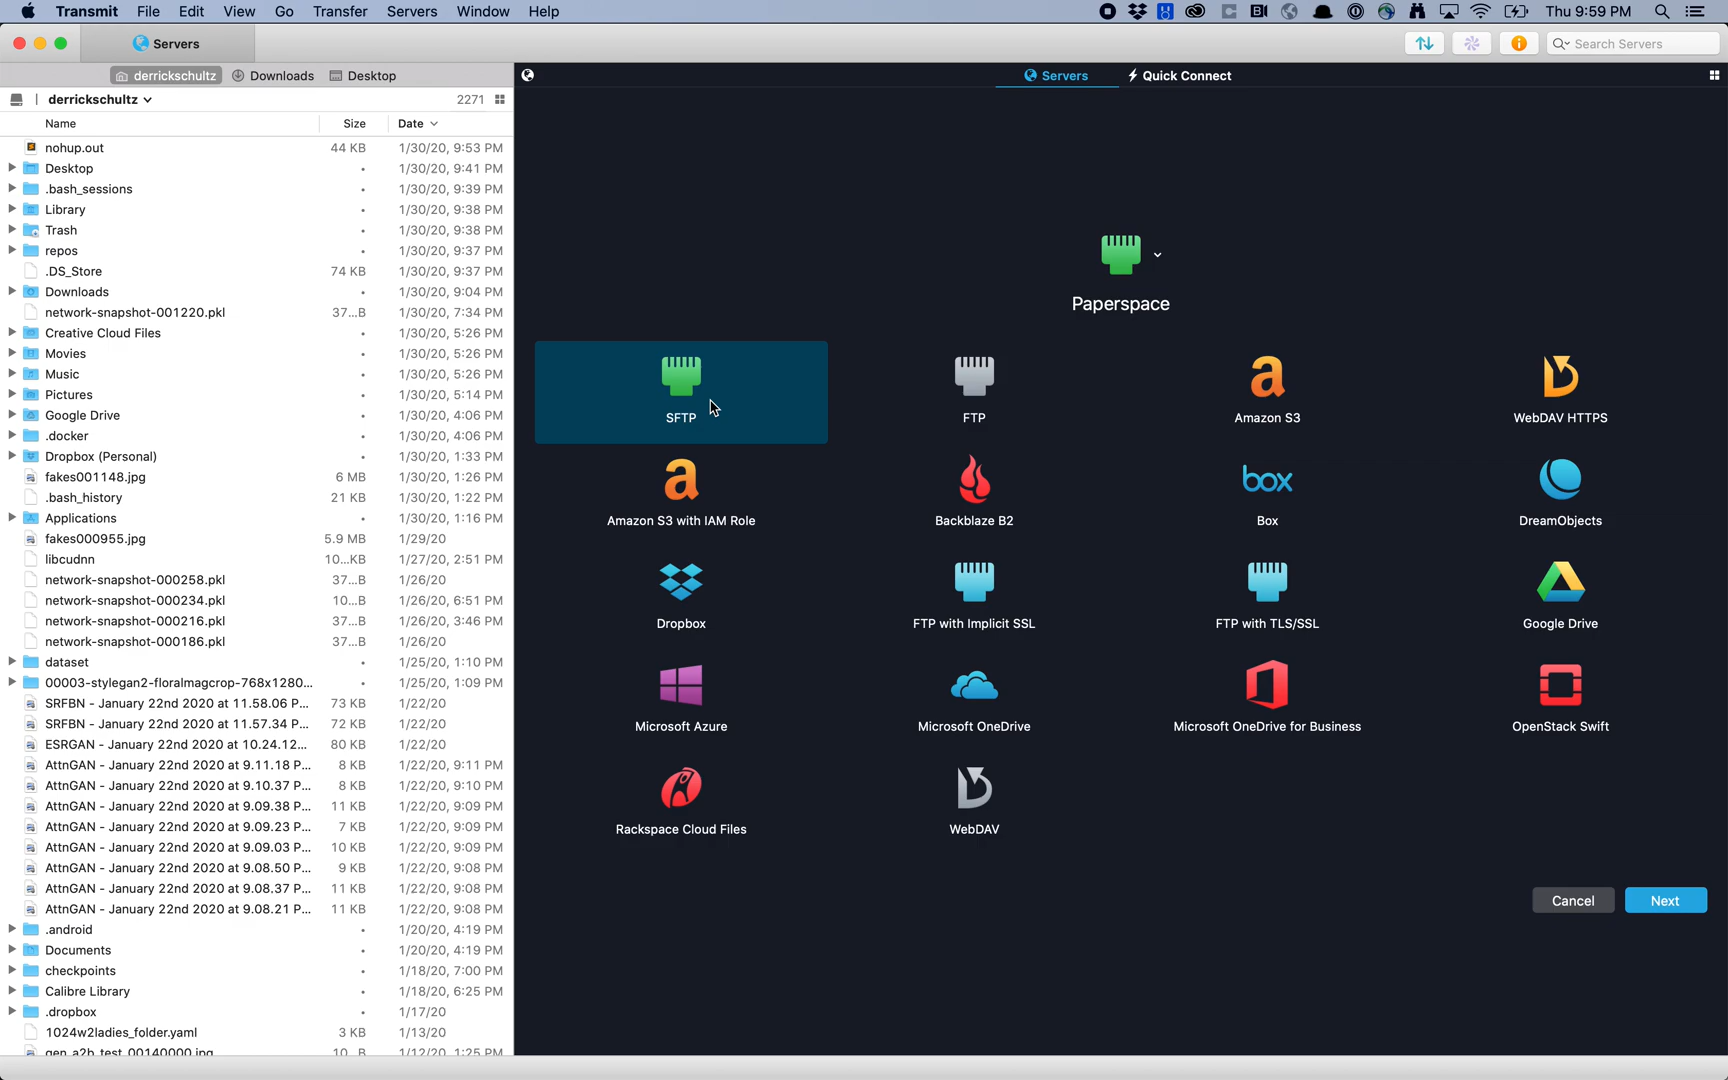 Transmit File Edit View Go Transfer Servers Window Help Thu 9:59 PM
Servers Search Servers
derrickschultz Downloads Desktop Servers Quick Connect
derrickschultz 2271
Name Size Date
nohup.out 44 KB 1/30/20, 9:53 PM
Desktop 1/30/20, 9:41 PM
.bash_sessions 1/30/20, 9:39 PM
Library 1/30/20, 9:38 PM
Trash 1/30/20, 9:38 PM
repos 1/30/20, 9:37 PM
.DS_Store 74 KB 1/30/20, 9:37 PM
Downloads 1/30/20, 9:04 PM
network-snapshot-001220.pkl 37...B 1/30/20, 7:34 PM
Creative Cloud Files 1/30/20, 5:26 PM
Movies 1/30/20, 5:26 PM
Music 1/30/20, 5:26 PM
Pictures 1/30/20, 5:14 PM
Google Drive 1/30/20, 4:06 PM
.docker 1/30/20, 4:06 PM
Dropbox (Personal) 1/30/20, 1:33 PM
fakes001148.jpg 6 MB 1/30/20, 1:26 PM
.bash_history 21 KB 1/30/20, 1:22 PM
Applications 1/30/20, 1:16 PM
fakes000955.jpg 5.9 MB 1/29/20
libcudnn 10...KB 1/27/20, 2:51 PM
network-snapshot-000258.pkl 37...B 1/26/20
network-snapshot-000234.pkl 10...B 1/26/20, 6:51 PM
network-snapshot-000216.pkl 37...B 1/26/20, 3:46 PM
network-snapshot-000186.pkl 37...B 1/26/20
dataset 1/25/20, 1:10 PM
00003-stylegan2-floralmagcrop-768x1280... 1/25/20, 1:09 PM
SRFBN - January 22nd 2020 at 11.58.06 P... 73 KB 1/22/20
SRFBN - January 22nd 2020 at 11.57.34 P... 72 KB 1/22/20
ESRGAN - January 22nd 2020 at 10.24.12... 80 KB 1/22/20
AttnGAN - January 22nd 2020 at 9.11.18 P... 8 KB 1/22/20, 9:11 PM
AttnGAN - January 22nd 2020 at 9.10.37 P... 8 KB 1/22/20, 9:10 PM
AttnGAN - January 22nd 2020 at 9.09.38 P... 11 KB 1/22/20, 9:09 PM
AttnGAN - January 22nd 2020 at 9.09.23 P... 7 KB 1/22/20, 9:09 PM
AttnGAN - January 22nd 2020 at 9.09.03 P... 10 KB 1/22/20, 9:09 PM
AttnGAN - January 22nd 2020 at 9.08.50 P... 9 KB 1/22/20, 9:08 PM
AttnGAN - January 22nd 2020 at 9.08.37 P... 11 KB 1/22/20, 9:08 PM
AttnGAN - January 22nd 2020 at 9.08.21 P... 11 KB 1/22/20, 9:08 PM
.android 1/20/20, 4:19 PM
Documents 1/20/20, 4:19 PM
checkpoints 1/18/20, 7:00 PM
Calibre Library 1/18/20, 6:25 PM
.dropbox 1/17/20
1024w2ladies_folder.yaml 3 KB 1/13/20
gen_a2b_test_00140000.jpg 10...B 1/12/20, 1:25 PM
Paperspace
SFTP FTP Amazon S3 WebDAV HTTPS
Amazon S3 with IAM Role Backblaze B2 box Box DreamObjects
Dropbox FTP with Implicit SSL FTP with TLS/SSL Google Drive
Microsoft Azure Microsoft OneDrive Microsoft OneDrive for Business OpenStack Swift
Rackspace Cloud Files WebDAV
Cancel Next